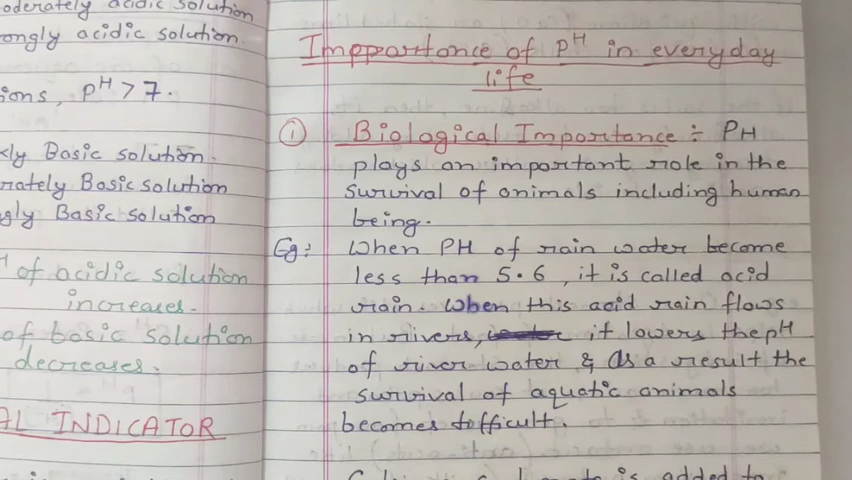 oderately acidic solution
ongly acidic solution.
ions, pH > 7.
ly Basic solution.
rately Basic solution
gly Basic solution
H of acidic solution
increases.
of basic solution
decreases.
AL INDICATOR
Impportance of pH in everyday
life
① Biological Importance ÷ PH
plays an important role in the
survival of animals including human
being.
Eg: When PH of rain water become
less than 5.6, it is called acid
rain. When this acid rain flows
in rivers, it lowers the pH
of river water & as a result the
survival of aquatic animals
becomes difficult.
is added to